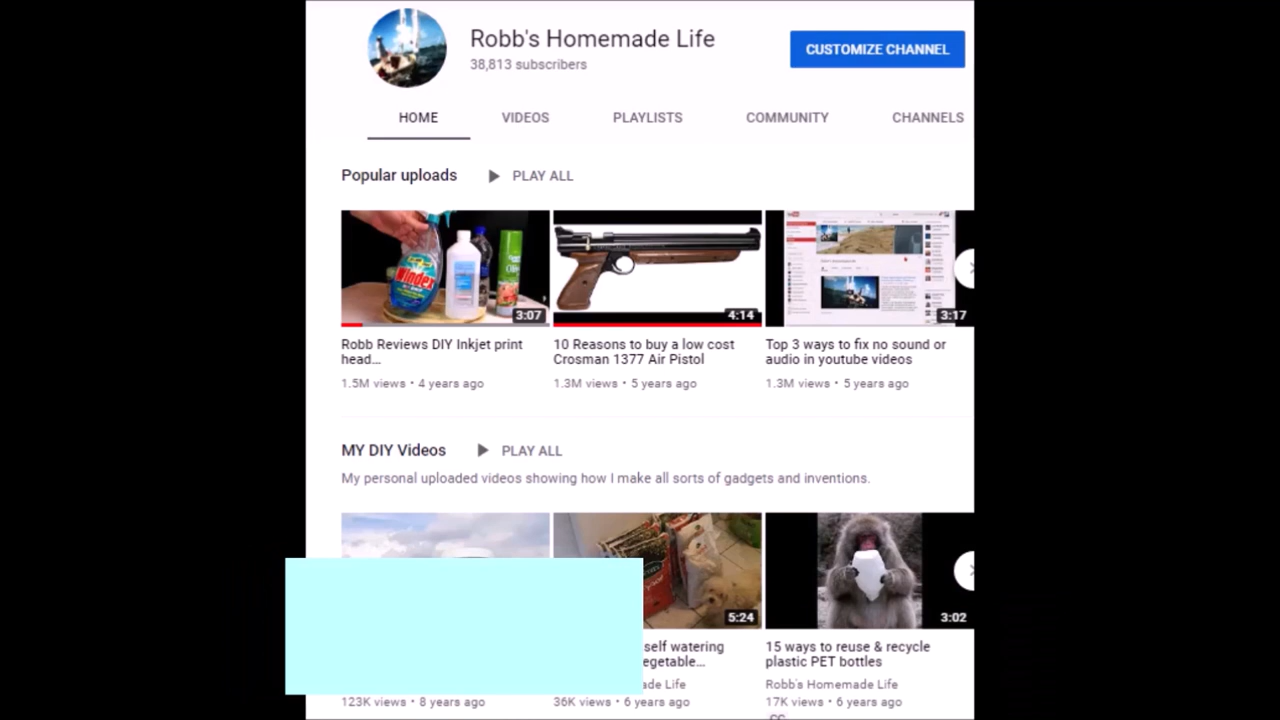 Robb's Homemade Life
38,813 subscribers
CUSTOMIZE CHANNEL
HOME VIDEOS PLAYLISTS COMMUNITY CHANNELS
Popular uploads PLAY ALL
Windex
3:07 4:14 3:17
Robb Reviews DIY Inkjet print 10 Reasons to buy a low cost Top 3 ways to fix no sound or
head... Crosman 1377 Air Pistol audio in youtube videos
1.5M views • 4 years ago 1.3M views • 5 years ago 1.3M views • 5 years ago
MY DIY Videos PLAY ALL
My personal uploaded videos showing how I make all sorts of gadgets and inventions.
5:24 3:02
self watering 15 ways to reuse & recycle
plastic PET bottles
Life Robb's Homemade Life
123K views • 8 years ago 36K views • 6 years ago 17K views • 6 years ago